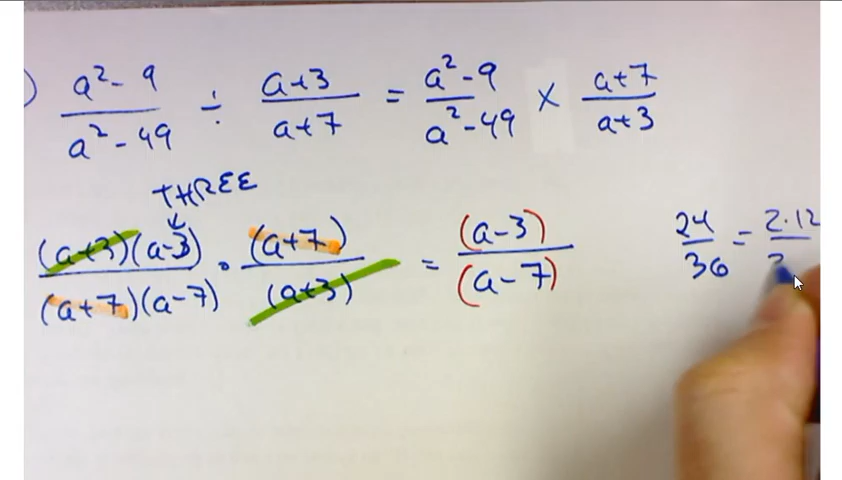 ) a²-9 / a²-49 ÷ a+3 / a+7 = a²-9 / a²-49 × a+7 / a+3
THREE
(a+3)(a-3) / (a+7)(a-7) · (a+7) / (a+3) = (a-3) / (a-7)
24 / 36 = 2·12 /